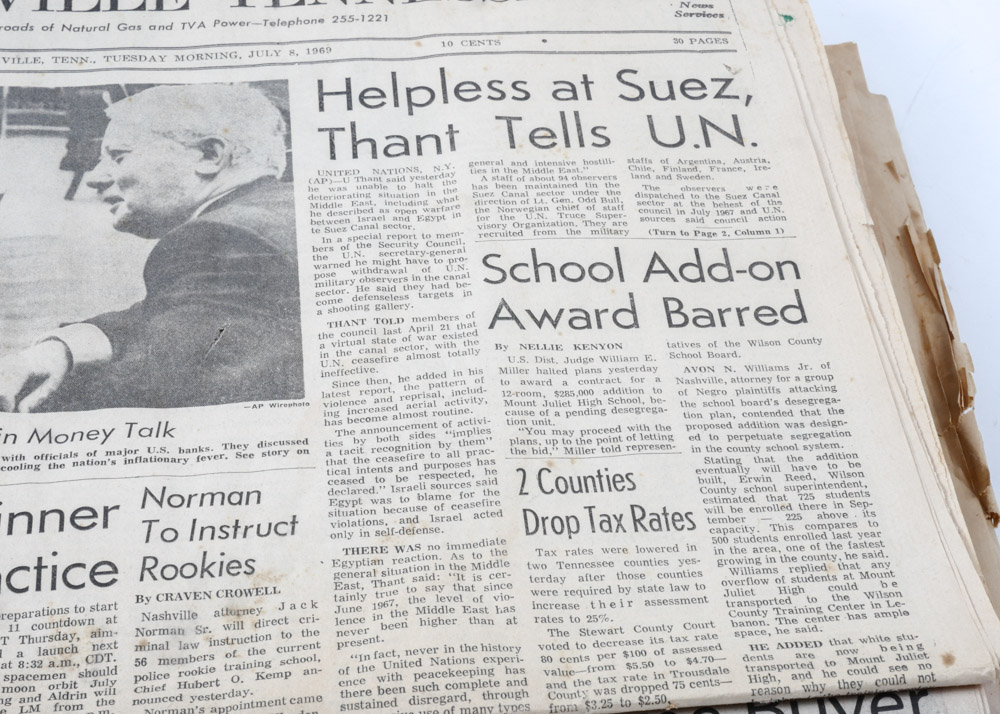 VILLE TENNESS
News
Services
roads of Natural Gas and TVA Power—Telephone 255-1221
VILLE, TENN., TUESDAY MORNING, JULY 8, 1969
10 CENTS
30 PAGES
—AP Wirephoto
in Money Talk
with officials of major U.S. banks. They discussed
cooling the nation's inflationary fever. See story on
inner
ctice
reparations to start
11 countdown at
T Thursday, aim-
a launch next
at 8:32 a.m., CDT.
spacemen should
moon orbit July
ng and Aldrin will
LM from the
Norman
To Instruct
Rookies
By CRAVEN CROWELL
Nashville attorney Jack
Norman Sr. will direct cri-
minal law instruction to the
56 members of the current
police rookie training school,
Chief Hubert O. Kemp an-
nounced yesterday.
Norman's appointment came
Helpless at Suez,
Thant Tells U.N.
UNITED NATIONS, N.Y.
(AP)—U Thant said yesterday
he was unable to halt the
deteriorating situation in the
Middle East, including what
he described as open warfare
between Israel and Egypt in
te Suez Canal sector.
In a special report to mem-
bers of the Security Council,
the U.N. secretary-general
warned he might have to pro-
pose withdrawal of U.N.
military observers in the canal
sector. He said they had be-
come defenseless targets in
a shooting gallery.
THANT TOLD members of
the council last April 21 that
a virtual state of war existed
in the canal sector, with the
U.N. ceasefire almost totally
ineffective.
Since then, he added in his
latest report, the pattern of
violence and reprisal, includ-
ing increased aerial activity,
has become almost routine.
"The announcement of activi-
ties by both sides "implies
a tacit recognition by them"
that the ceasefire to all prac-
tical intents and purposes has
ceased to be respected, he
declared." Israeli sources said
Egypt was to blame for the
situation because of ceasefire
violations, and Israel acted
only in self-defense.
THERE WAS no immediate
Egyptian reaction. As to the
general situation in the Middle
East, Thant said: "It is cer-
tainly true to say that since
June 1967, the level of vio-
lence in the Middle East has
never been higher than at
present.
"In fact, never in the history
of the United Nations experi-
ence with peacekeeping has
there been such complete and
sustained disregard, through
use of many types
general and intensive hostili-
ties in the Middle East."
A staff of about 94 observers
has been maintained tin the
Suez Canal sector under the
direction of Lt. Gen. Odd Bull,
the Norwegian chief of staff
for the U.N. Truce Super-
visory Organization. They are
recruited from the military
staffs of Argentina, Austria,
Chile, Finland, France, Ire-
land and Sweden.
The observers were
dispatched to the Suez Canal
sector at the behest of the
council in July 1967 and U.N.
sources said council action
(Turn to Page 2, Column 1)
School Add-on
Award Barred
By NELLIE KENYON
U.S. Dist. Judge William E.
Miller halted plans yesterday
to award a contract for a
12-room, $285,000 addition to
Mount Juliet High School, be-
cause of a pending desegrega-
tion unit.
"You may proceed with the
plans, up to the point of letting
the bid," Miller told represen-
tatives of the Wilson County
School Board.
AVON N. Williams Jr. of
Nashville, attorney for a group
of Negro plaintiffs attacking
the school board's desegrega-
tion plan, contended that the
proposed addition was design-
ed to perpetuate segregation
in the county school system.
Stating that the addition
eventually will have to be
built, Erwin Reed, Wilson
County school superintendent,
estimated that 725 students
will be enrolled there in Sep-
tember — 225 above its
capacity. This compares to
500 students enrolled last year
in the area, one of the fastest
growing in the county, he said.
Williams replied that any
overflow of students at Mount
Juliet High could be
transported to the Wilson
County Training Center in Le-
banon. The center has ample
space, he said.
HE ADDED that white stu-
dents are now being
transported to Mount Juliet
High, and he could see no
reason why they could not
2 Counties
Drop Tax Rates
Tax rates were lowered in
two Tennessee counties yes-
terday after those counties
were required by state law to
increase their assessment
rates to 25%.
The Stewart County Court
voted to decrease its tax rate
80 cents per $100 of assessed
value—from $5.50 to $4.70—
and the tax rate in Trousdale
County was dropped 75 cents—
from $3.25 to $2.50.
Buyer